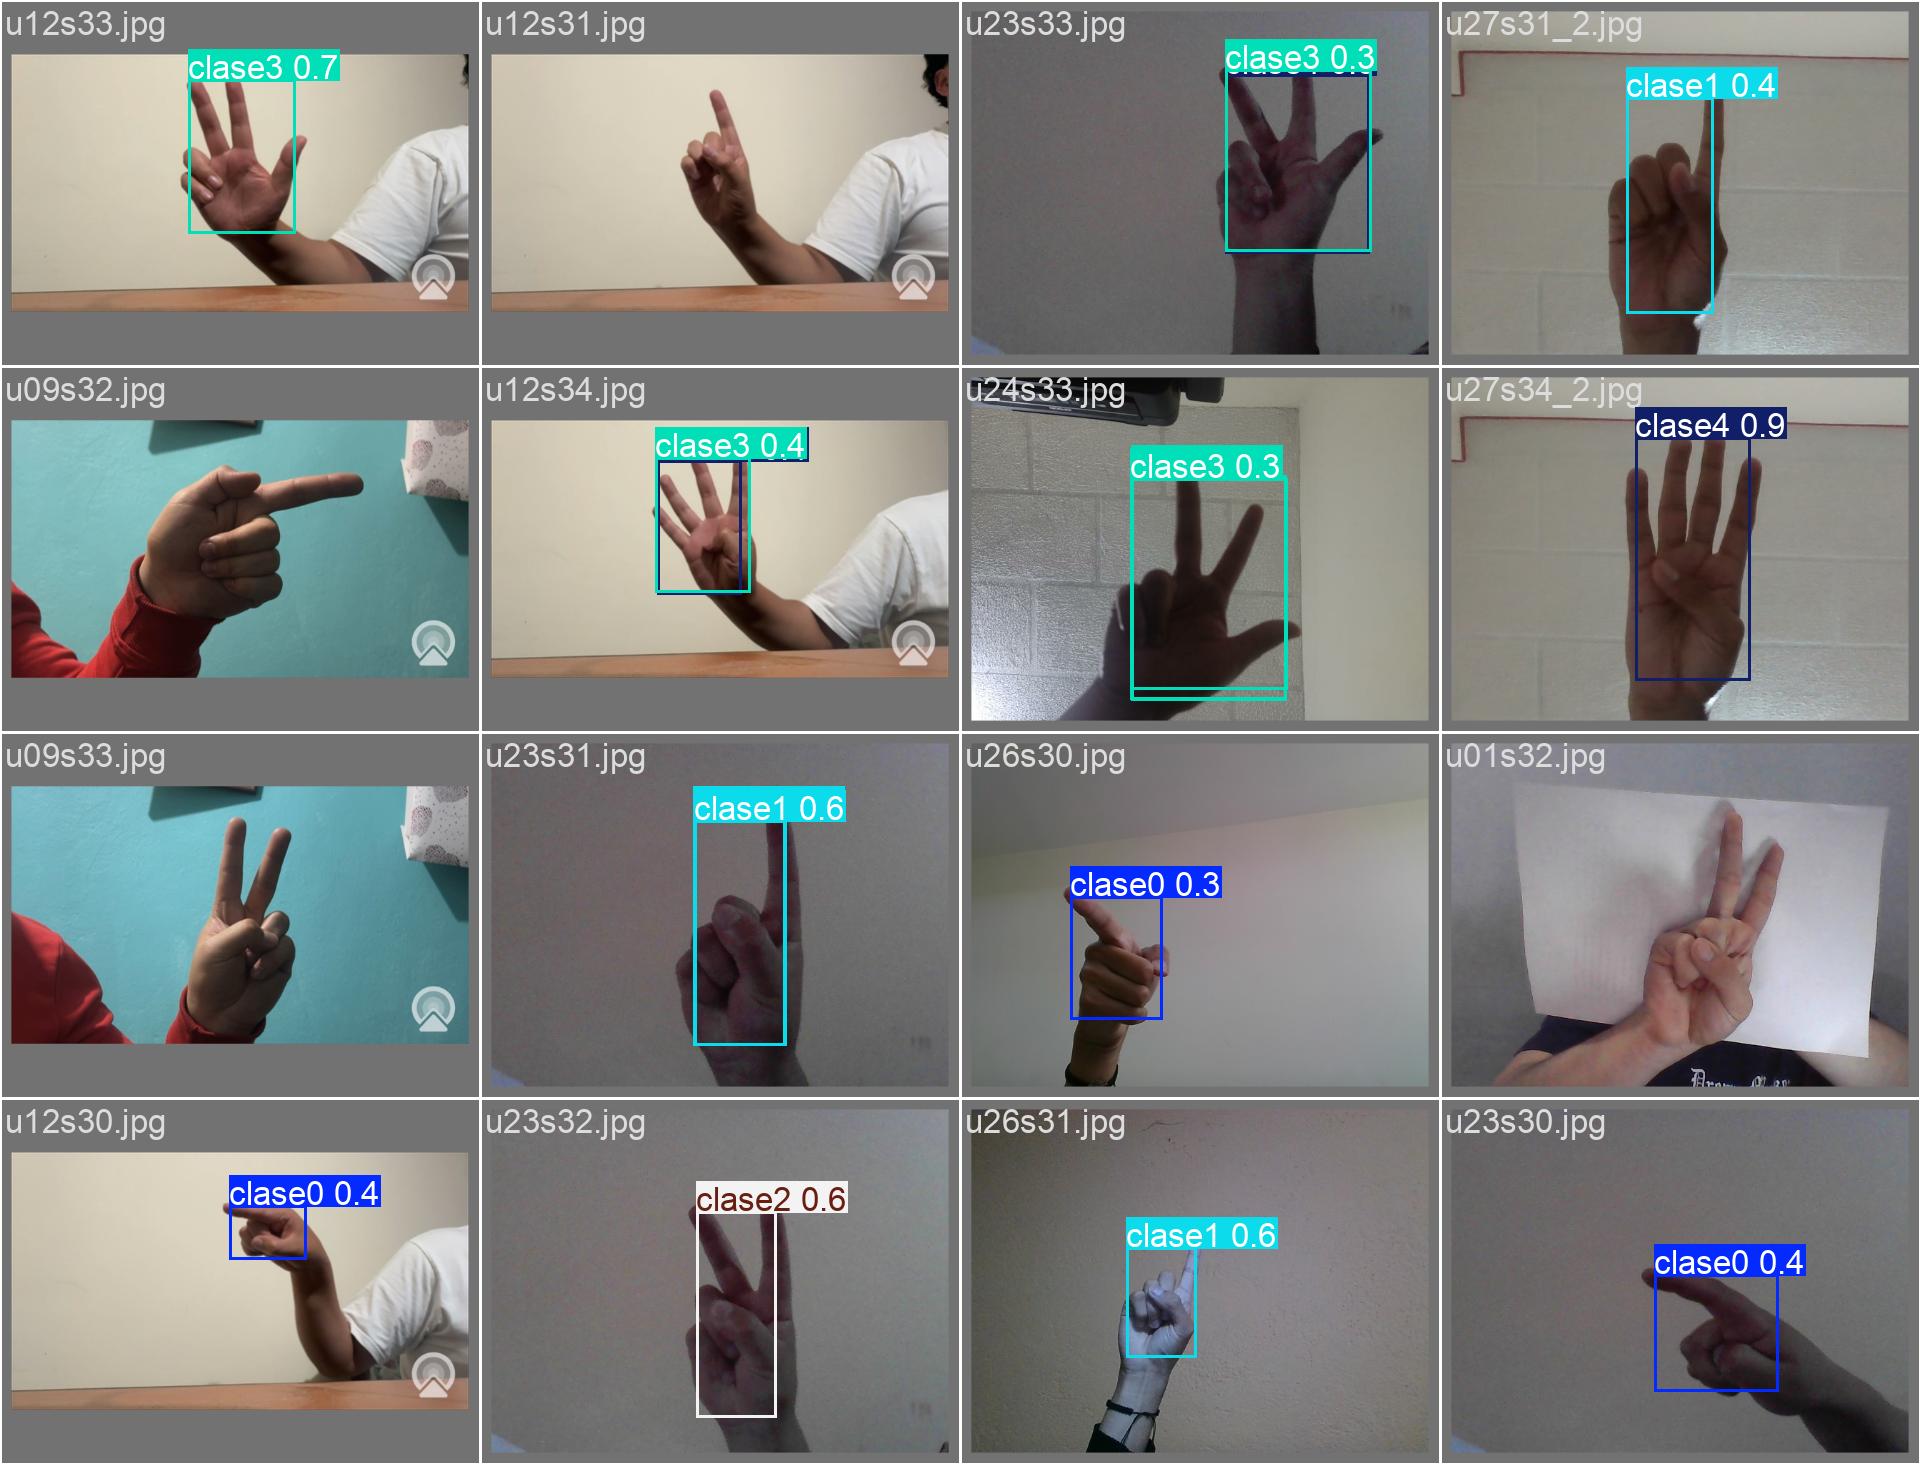 u12s33.jpg
clase3 0.7
u12s31.jpg
u23s33.jpg
clase3 0.3
u27s31_2.jpg
clase1 0.4
u09s32.jpg
u12s34.jpg
clase3 0.4
u24s33.jpg
clase3 0.3
u27s34_2.jpg
clase4 0.9
u09s33.jpg
u23s31.jpg
clase1 0.6
u26s30.jpg
clase0 0.3
u01s32.jpg
u12s30.jpg
clase0 0.4
u23s32.jpg
clase2 0.6
u26s31.jpg
clase1 0.6
u23s30.jpg
clase0 0.4